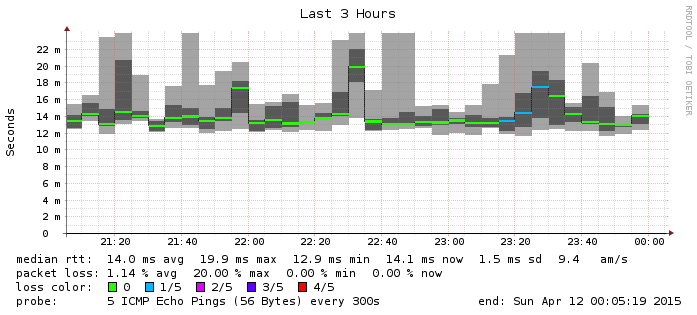 Last 3 Hours
RRDTOOL / TOBI OETIKER
Seconds
22 m
20 m
18 m
16 m
14 m
12 m
10 m
8 m
6 m
4 m
2 m
0
21:20 21:40 22:00 22:20 22:40 23:00 23:20 23:40 00:00
median rtt: 14.0 ms avg 19.9 ms max 12.9 ms min 14.1 ms now 1.5 ms sd 9.4 am/s
packet loss: 1.14 % avg 20.00 % max 0.00 % min 0.00 % now
loss color: 0 1/5 2/5 3/5 4/5
probe: 5 ICMP Echo Pings (56 Bytes) every 300s end: Sun Apr 12 00:05:19 2015